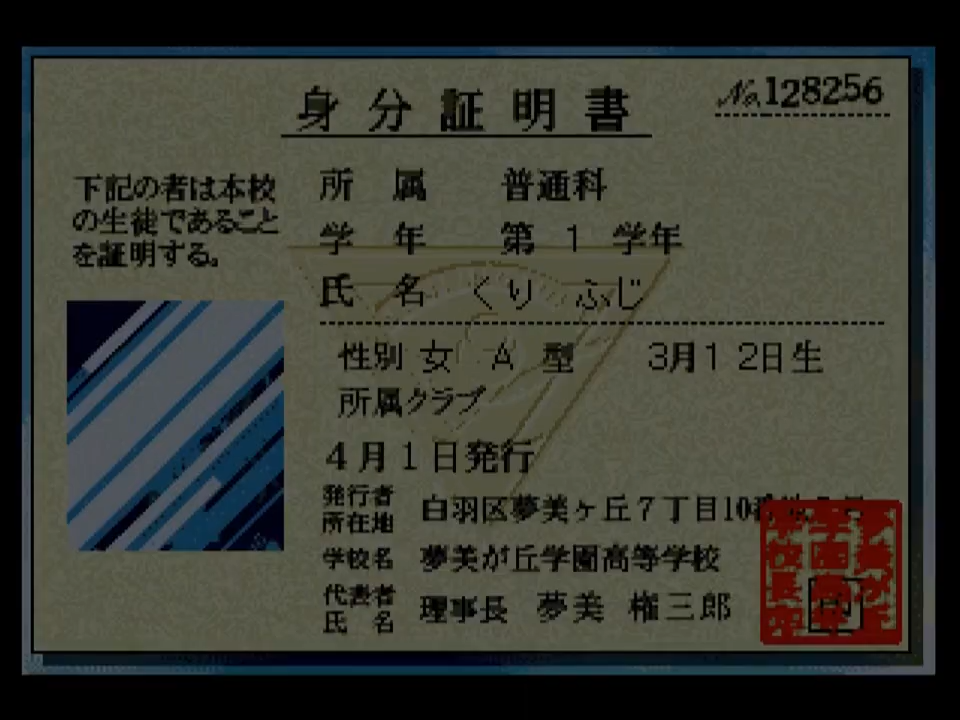 身分証明書
No.128256
下記の者は本校
の生徒であること
を証明する。
所属 普通科
学年 第1学年
氏名 くり ふじ
性別 女 A型 3月12日生
所属クラブ
4月1日発行
発行者所在地 白羽区夢美ヶ丘7丁目10
学校名 夢美が丘学園高等学校
代表者氏名 理事長 夢美 権三郎